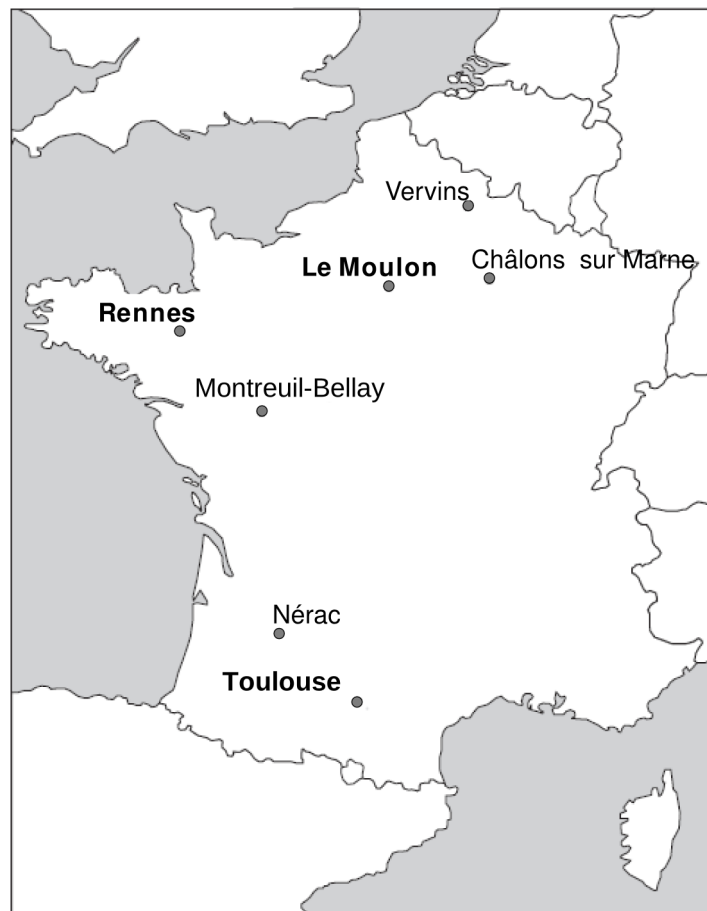 Vervins
Le Moulon
Châlons sur Marne
Rennes
Montreuil-Bellay
Nérac
Toulouse